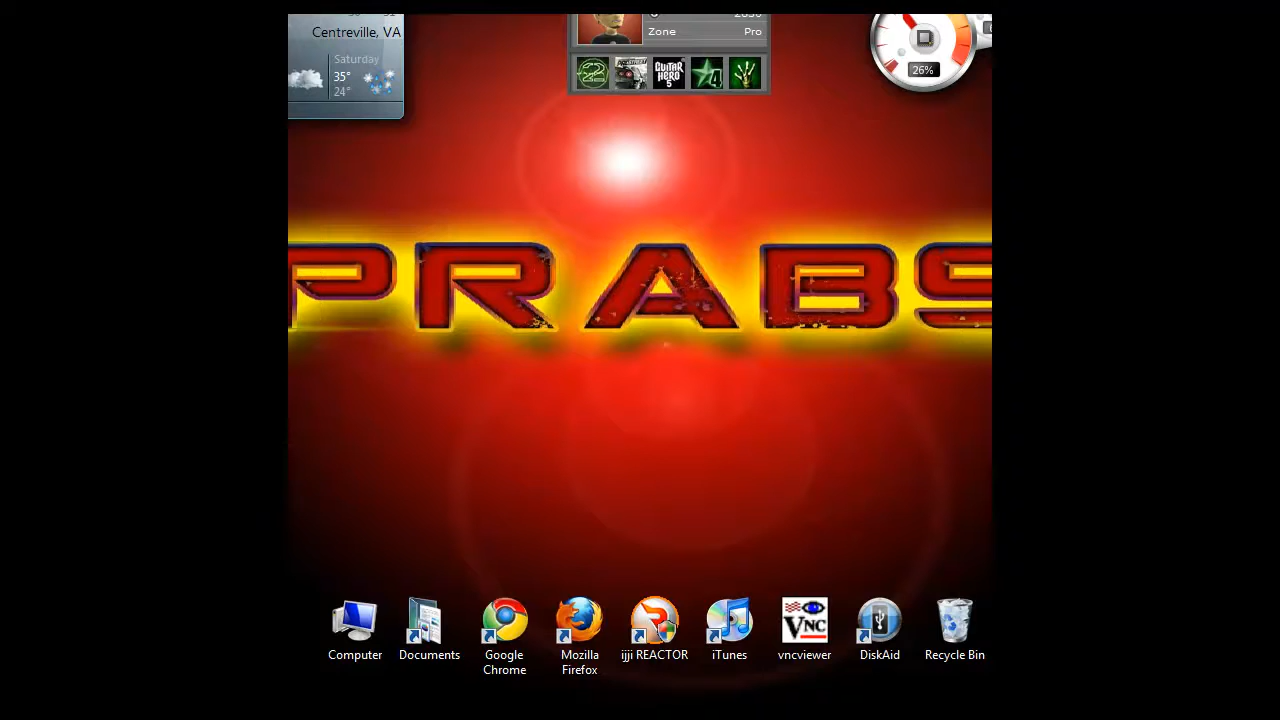 Centreville, VA
Saturday
35°
24°
Zone Pro
GUITAR HERO 5
26%
PRABS
Computer
Documents
Google Chrome
Mozilla Firefox
ijji REACTOR
iTunes
VNC
vncviewer
DiskAid
Recycle Bin